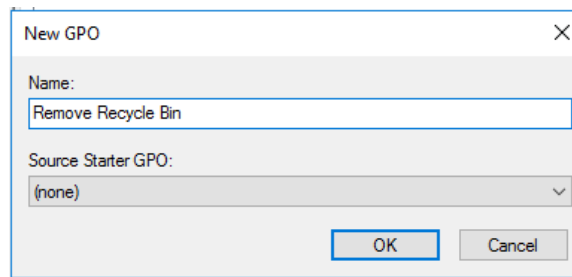 New GPO
Name:
Remove Recycle Bin
Source Starter GPO:
(none)
OK Cancel